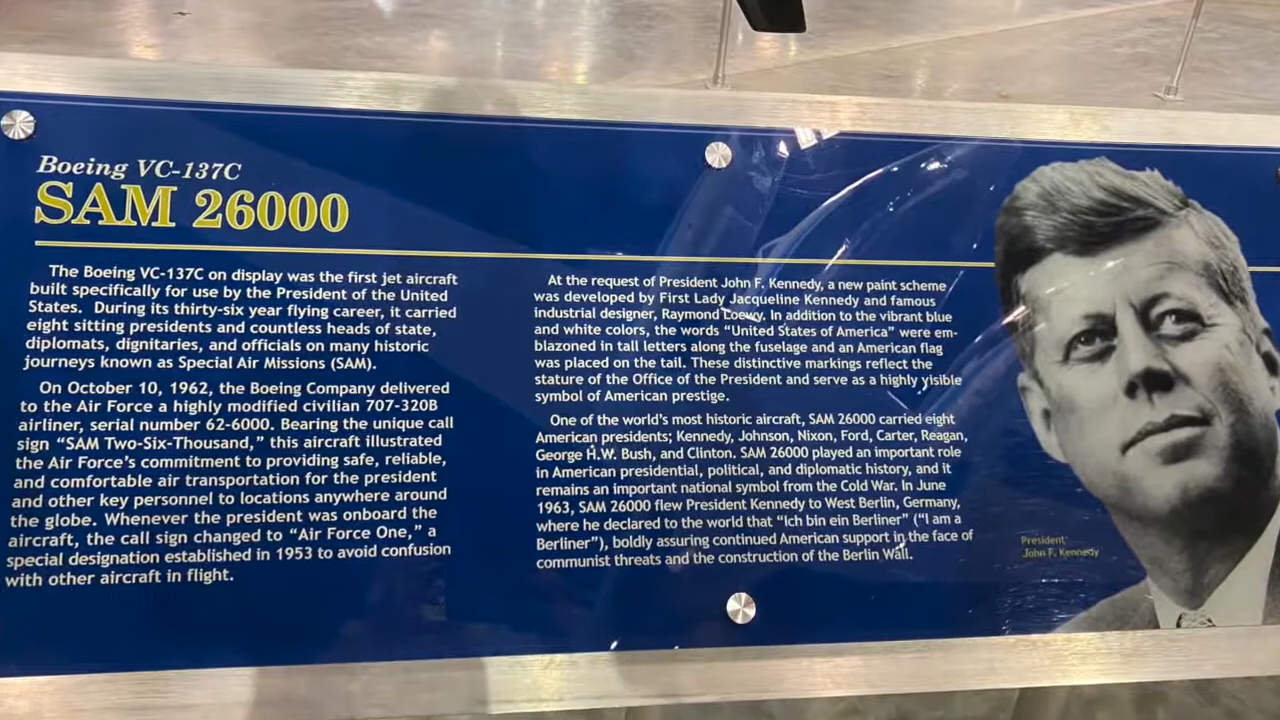 Boeing VC-137C
SAM 26000
The Boeing VC-137C on display was the first jet aircraft
built specifically for use by the President of the United
States. During its thirty-six year flying career, it carried
eight sitting presidents and countless heads of state,
diplomats, dignitaries, and officials on many historic
journeys known as Special Air Missions (SAM).
On October 10, 1962, the Boeing Company delivered
to the Air Force a highly modified civilian 707-320B
airliner, serial number 62-6000. Bearing the unique call
sign “SAM Two-Six-Thousand,” this aircraft illustrated
the Air Force’s commitment to providing safe, reliable,
and comfortable air transportation for the president
and other key personnel to locations anywhere around
the globe. Whenever the president was onboard the
aircraft, the call sign changed to “Air Force One,” a
special designation established in 1953 to avoid confusion
with other aircraft in flight.
At the request of President John F. Kennedy, a new paint scheme
was developed by First Lady Jacqueline Kennedy and famous
industrial designer, Raymond Loewy. In addition to the vibrant blue
and white colors, the words “United States of America” were em-
blazoned in tall letters along the fuselage and an American flag
was placed on the tail. These distinctive markings reflect the
stature of the Office of the President and serve as a highly visible
symbol of American prestige.
One of the world’s most historic aircraft, SAM 26000 carried eight
American presidents; Kennedy, Johnson, Nixon, Ford, Carter, Reagan,
George H.W. Bush, and Clinton. SAM 26000 played an important role
in American presidential, political, and diplomatic history, and it
remains an important national symbol from the Cold War. In June
1963, SAM 26000 flew President Kennedy to West Berlin, Germany,
where he declared to the world that “Ich bin ein Berliner” (“I am a
Berliner”), boldly assuring continued American support in the face of
communist threats and the construction of the Berlin Wall.
President
John F. Kennedy